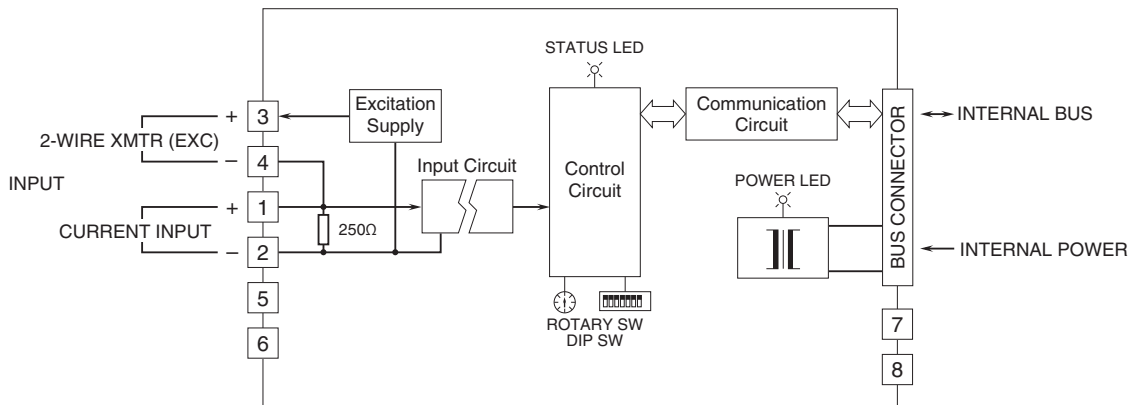 STATUS LED
+
3
Excitation
Supply
Communication
Circuit
INTERNAL BUS
2-WIRE XMTR (EXC)
–
4
Input Circuit
Control
Circuit
BUS CONNECTOR
INPUT
+
1
POWER LED
CURRENT INPUT
250Ω
–
2
INTERNAL POWER
5
ROTARY SW
DIP SW
7
6
8